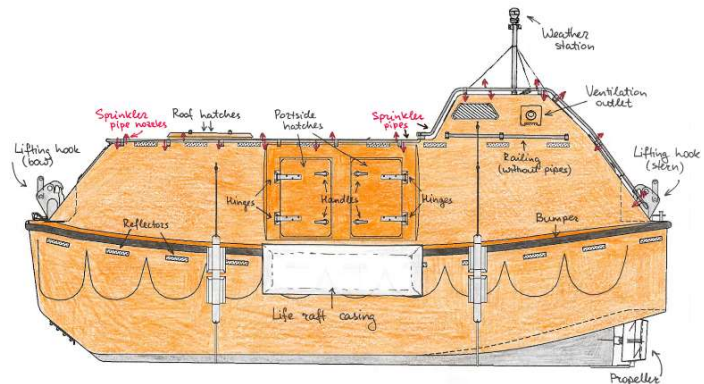 Weather
station
Sprinkler
pipe nozzles
Roof hatches
Portside
hatches
Sprinkler
pipes
Ventilation
outlet
Lifting hook
(bow)
Railing
(without pipes)
Lifting hook
(stern)
Hinges
Handles
Hinges
Reflectors
Bumper
Life raft casing
Propeller